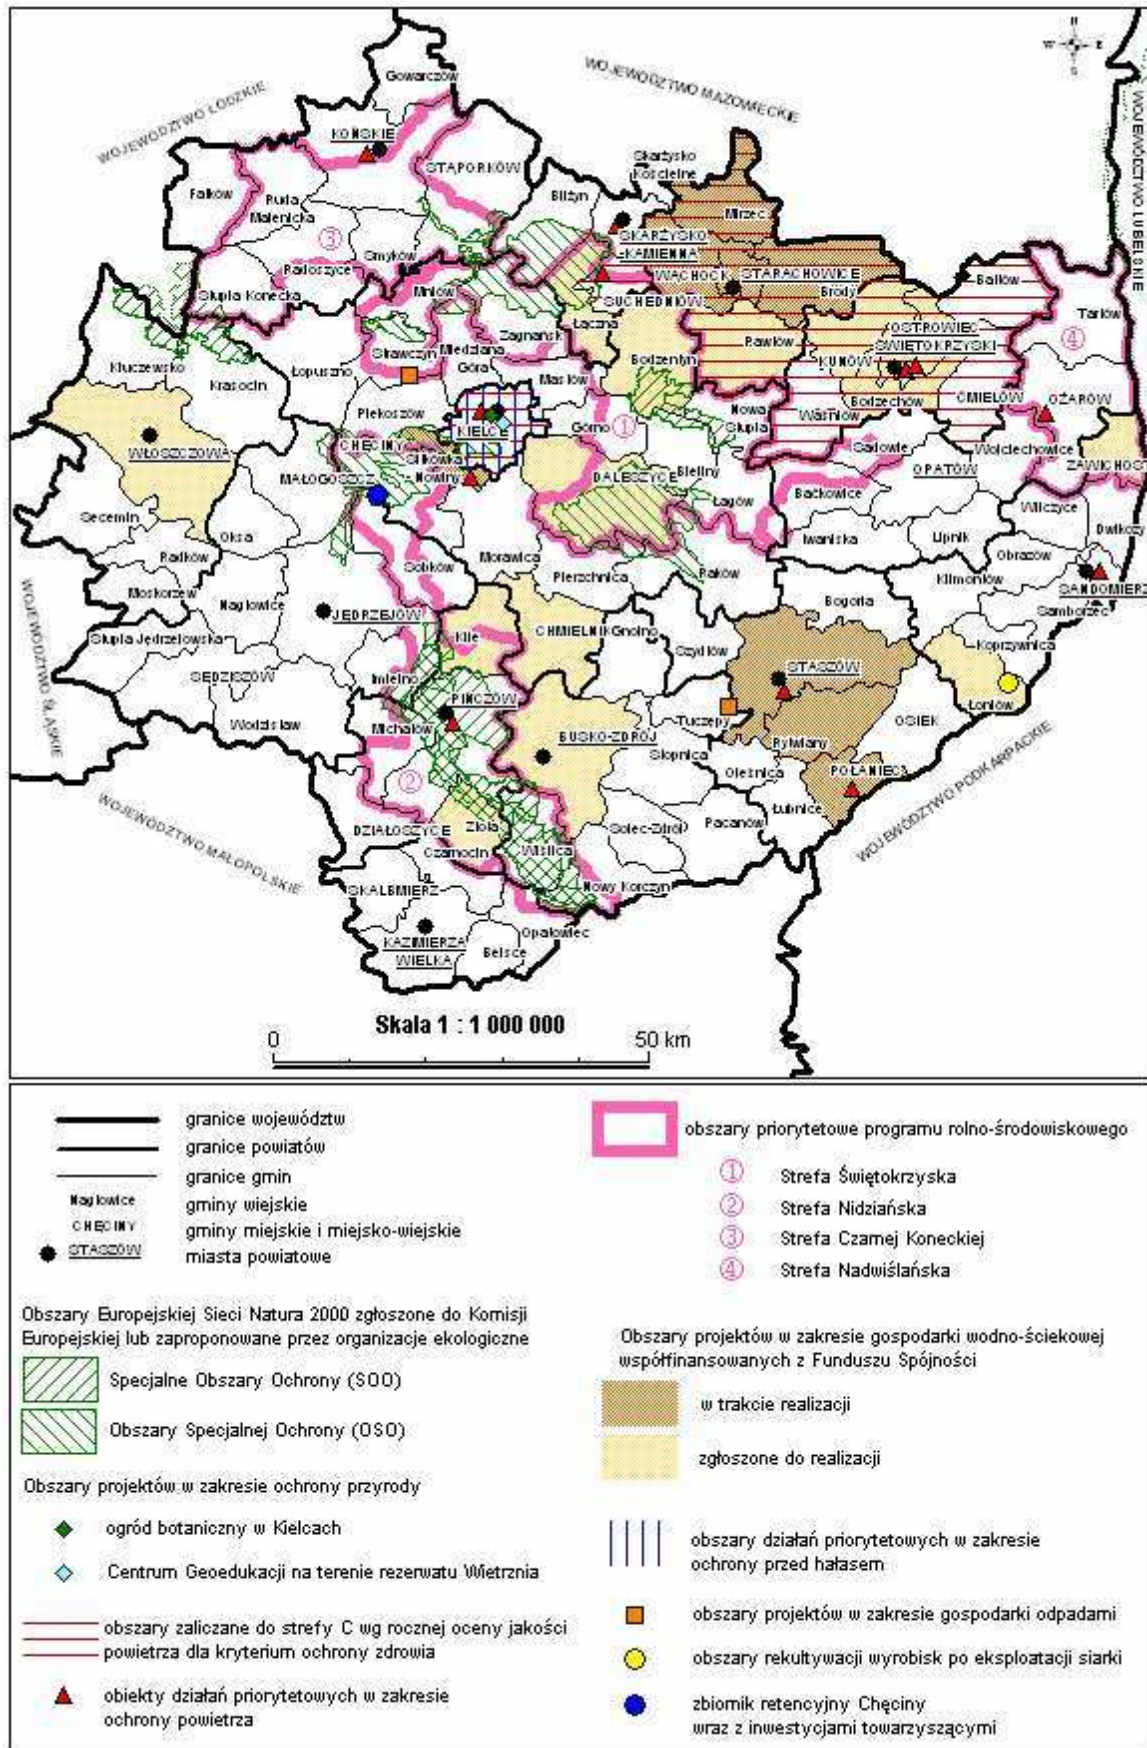 N
W E
S
WOJEWÓDZTWO ŁÓDZKIE
WOJEWÓDZTWO MAZOWIECKIE
WOJEWÓDZTWO LUBELSKIE
Gowarczów
KOŃSKIE
STĄPORKÓW
Skarżysko
Kościelne
Bliżyn
Fałków
Ruda
Malenicka
Mirzec
SKARŻYSKO
KAMIENNA
WĄCHOCK
STARACHOWICE
Brody
Smyków
Radoszyce
Słupia Konecka
Mniów
SUCHEDNIÓW
Bałtów
Tarłów
Łączna
Zagnańsk
OSTROWIEC
ŚWIĘTOKRZYSKI
Kluczewsko
Krasocin
Łopuszno
Strawczyn
Miedziana
Góra
Bodzentyn
Pawłów
KUNÓW
Bodzechów
ĆMIELÓW
OŻARÓW
Masłów
Piekoszów
Nowa
Słupia
Waśniów
WŁOSZCZOWA
KIELCE
Górno
Sadowie
Wojciechowice
ZAWICHOST
CHĘCINY
Sitkówka
Nowiny
MAŁOGOSZCZ
DALESZYCE
Bieliny
Łagów
OPATÓW
Baćkowice
Wilczyce
Dwikozy
Secemin
Oksa
Radków
Morawica
Iwaniska
Lipnik
Obrazów
Moskorzew
Sobków
Pierzchnica
Raków
Klimontów
SANDOMIERZ
Samborzec
Nagłowice
JĘDRZEJÓW
Bogoria
Słupia Jędrzejowska
Kije
CHMIELNIK
Gnojno
Szydłów
Koprzywnica
SĘDZISZÓW
Imielno
STASZÓW
Łoniów
Wodzisław
PIŃCZÓW
Michałów
Tuczępy
BUSKO-ZDRÓJ
Stopnica
OSIEK
Rytwiany
Oleśnica
POŁANIEC
Łubnice
DZIAŁOSZYCE
Złota
Czarnocin
Wiślica
Solec-Zdrój
Pacanów
Nowy Korczyn
SKALBMIERZ
KAZIMIERZA
WIELKA
Bejsce
Opatowiec
WOJEWÓDZTWO ŚLĄSKIE
WOJEWÓDZTWO MAŁOPOLSKIE
WOJEWÓDZTWO PODKARPACKIE
1
2
3
4
Skala 1 : 1 000 000
0 50 km
granice województw
granice powiatów
granice gmin
Nagłowice gminy wiejskie
CHĘCINY gminy miejskie i miejsko-wiejskie
STASZÓW miasta powiatowe
Obszary Europejskiej Sieci Natura 2000 zgłoszone do Komisji
Europejskiej lub zaproponowane przez organizacje ekologiczne
Specjalne Obszary Ochrony (SOO)
Obszary Specjalnej Ochrony (OSO)
Obszary projektów w zakresie ochrony przyrody
ogród botaniczny w Kielcach
Centrum Geoedukacji na terenie rezerwatu Wietrznia
obszary zaliczane do strefy C wg rocznej oceny jakości
powietrza dla kryterium ochrony zdrowia
obiekty działań priorytetowych w zakresie
ochrony powietrza
obszary priorytetowe programu rolno-środowiskowego
1 Strefa Świętokrzyska
2 Strefa Nidziańska
3 Strefa Czarnej Koneckiej
4 Strefa Nadwiślańska
Obszary projektów w zakresie gospodarki wodno-ściekowej
współfinansowanych z Funduszu Spójności
w trakcie realizacji
zgłoszone do realizacji
obszary działań priorytetowych w zakresie
ochrony przed hałasem
obszary projektów w zakresie gospodarki odpadami
obszary rekultywacji wyrobisk po eksploatacji siarki
zbiornik retencyjny Chęciny
wraz z inwestycjami towarzyszącymi